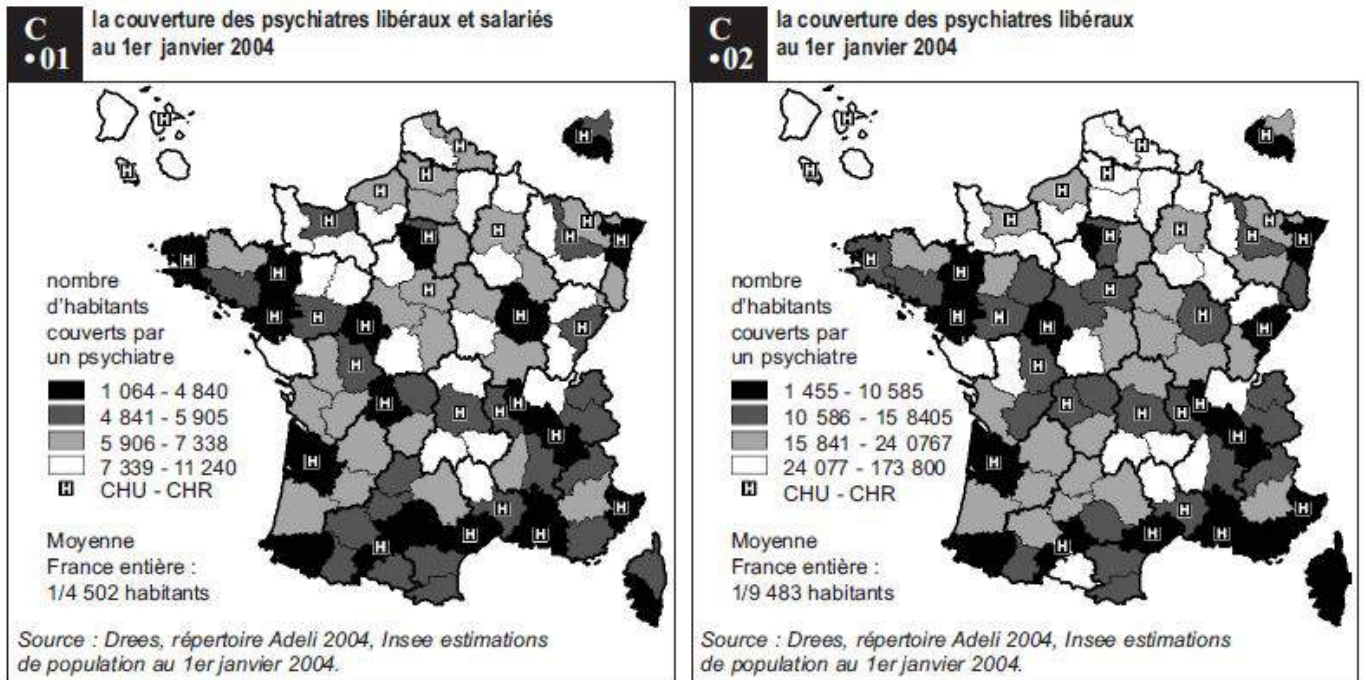 C
•01
la couverture des psychiatres libéraux et salariés
au 1er janvier 2004
nombre
d'habitants
couverts par
un psychiatre
1 064 - 4 840
4 841 - 5 905
5 906 - 7 338
7 339 - 11 240
H CHU - CHR
Moyenne
France entière :
1/4 502 habitants
Source : Drees, répertoire Adeli 2004, Insee estimations
de population au 1er janvier 2004.
C
•02
la couverture des psychiatres libéraux
au 1er janvier 2004
nombre
d'habitants
couverts par
un psychiatre
1 455 - 10 585
10 586 - 15 8405
15 841 - 24 0767
24 077 - 173 800
H CHU - CHR
Moyenne
France entière :
1/9 483 habitants
Source : Drees, répertoire Adeli 2004, Insee estimations
de population au 1er janvier 2004.